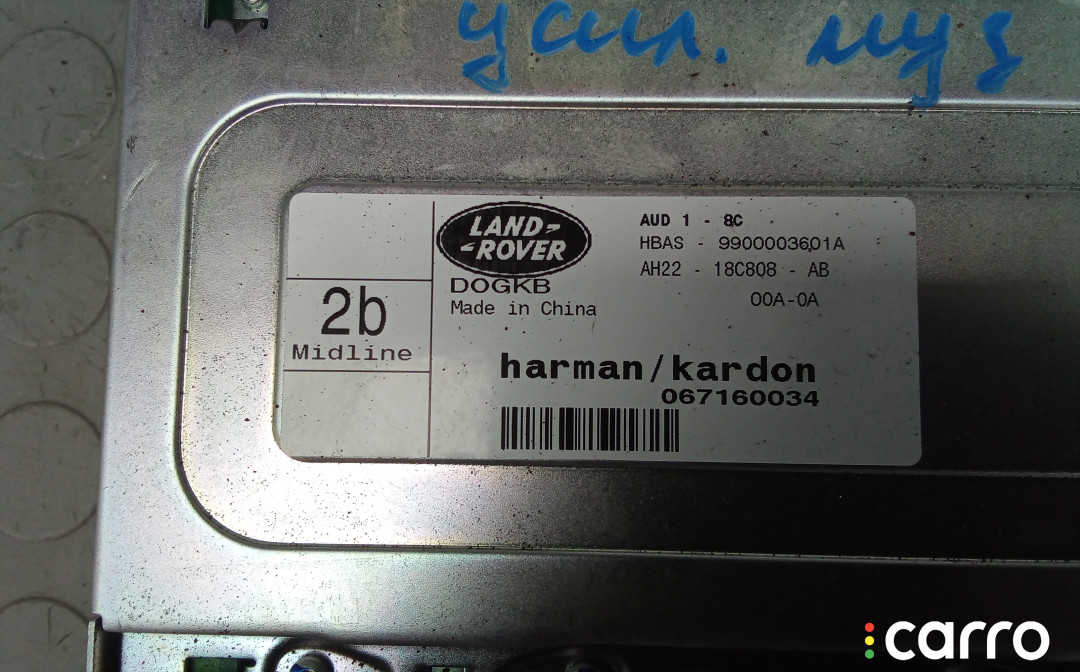 усил. муз
LAND-
-ROVER
DOGKB
Made in China
AUD 1 - 8C
HBAS - 9900003601A
AH22 - 18C808 - AB
00A-0A
2b
Midline
harman/kardon
067160034
carro